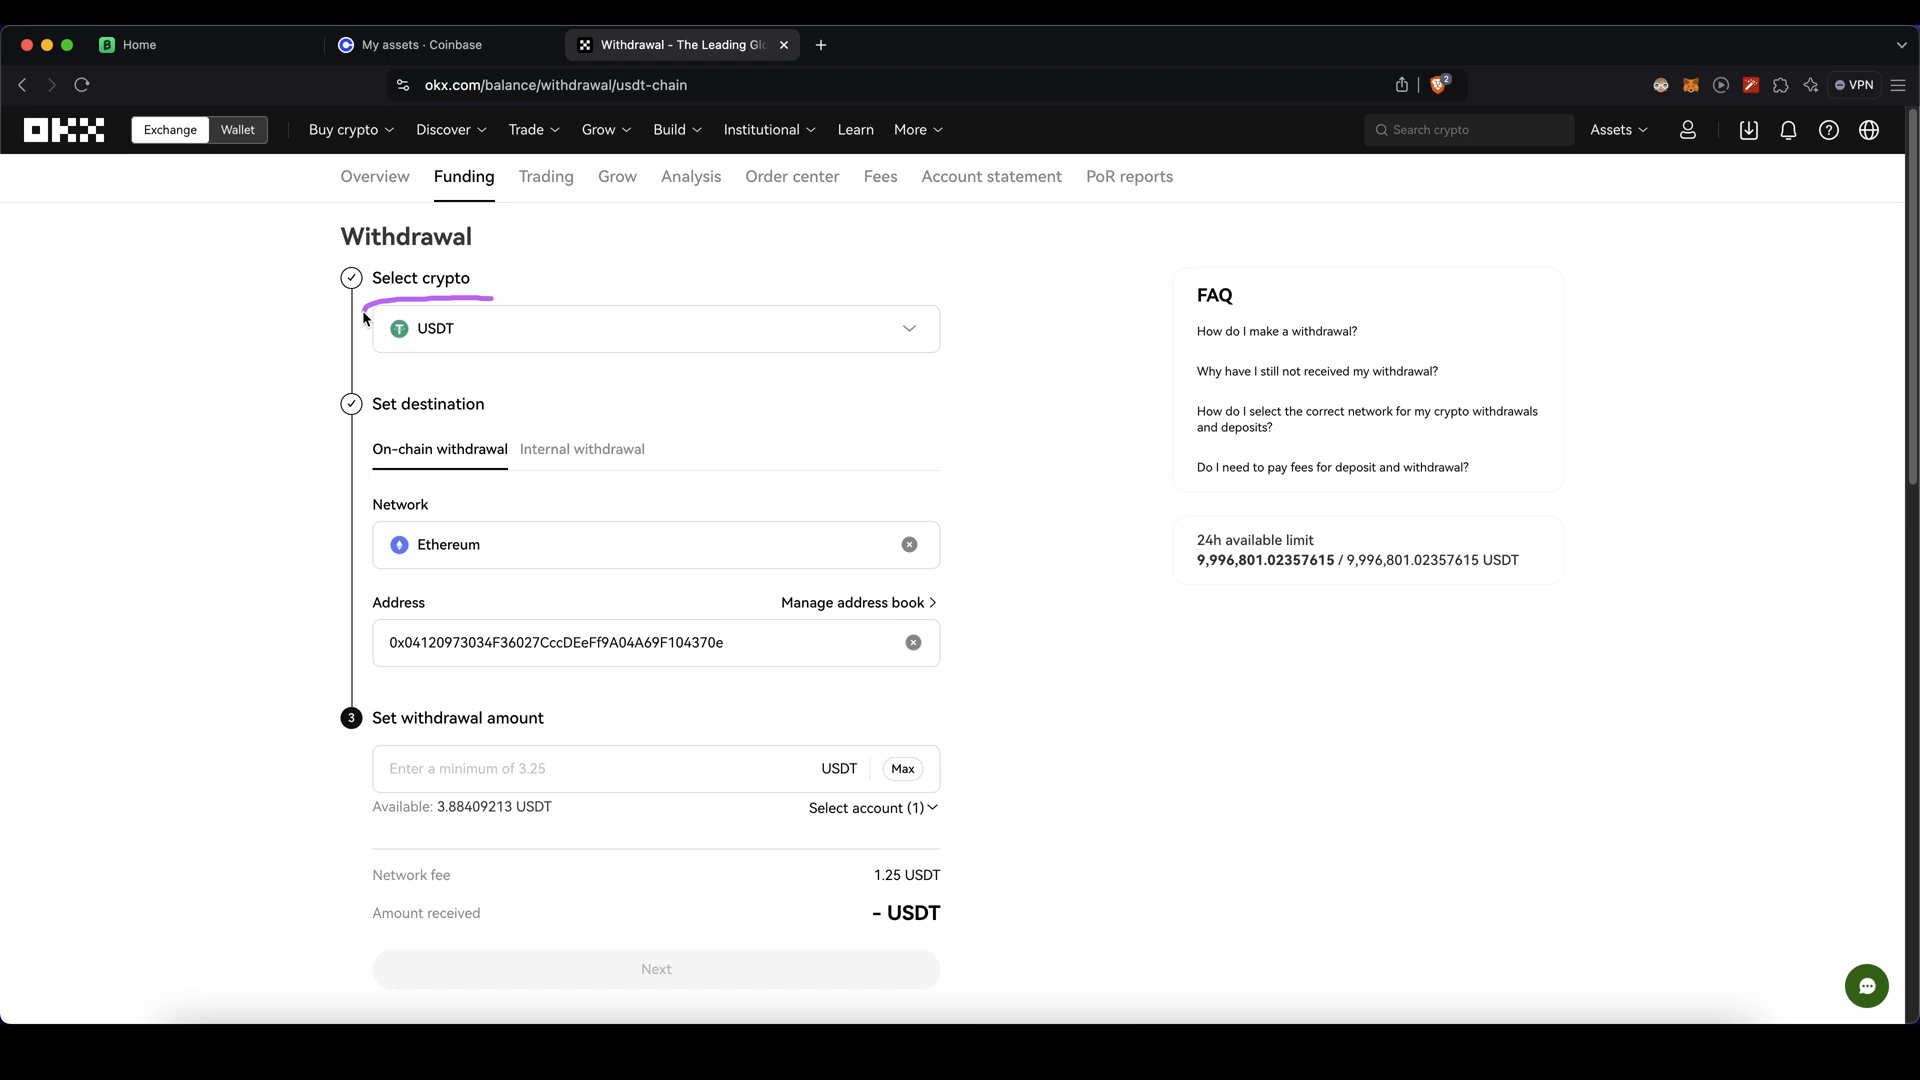 Home
My assets · Coinbase
Withdrawal - The Leading Gl
okx.com/balance/withdrawal/usdt-chain
2
VPN
OKX
Exchange
Wallet
Buy crypto
Discover
Trade
Grow
Build
Institutional
Learn
More
Search crypto
Assets
Overview
Funding
Trading
Grow
Analysis
Order center
Fees
Account statement
PoR reports
Withdrawal
Select crypto
USDT
Set destination
On-chain withdrawal
Internal withdrawal
Network
Ethereum
Address
Manage address book
0x04120973034F36027CccDEeFf9A04A69F104370e
3
Set withdrawal amount
Enter a minimum of 3.25
USDT
Max
Available: 3.88409213 USDT
Select account (1)
Network fee
1.25 USDT
Amount received
- USDT
Next
FAQ
How do I make a withdrawal?
Why have I still not received my withdrawal?
How do I select the correct network for my crypto withdrawals
and deposits?
Do I need to pay fees for deposit and withdrawal?
24h available limit
9,996,801.02357615 / 9,996,801.02357615 USDT